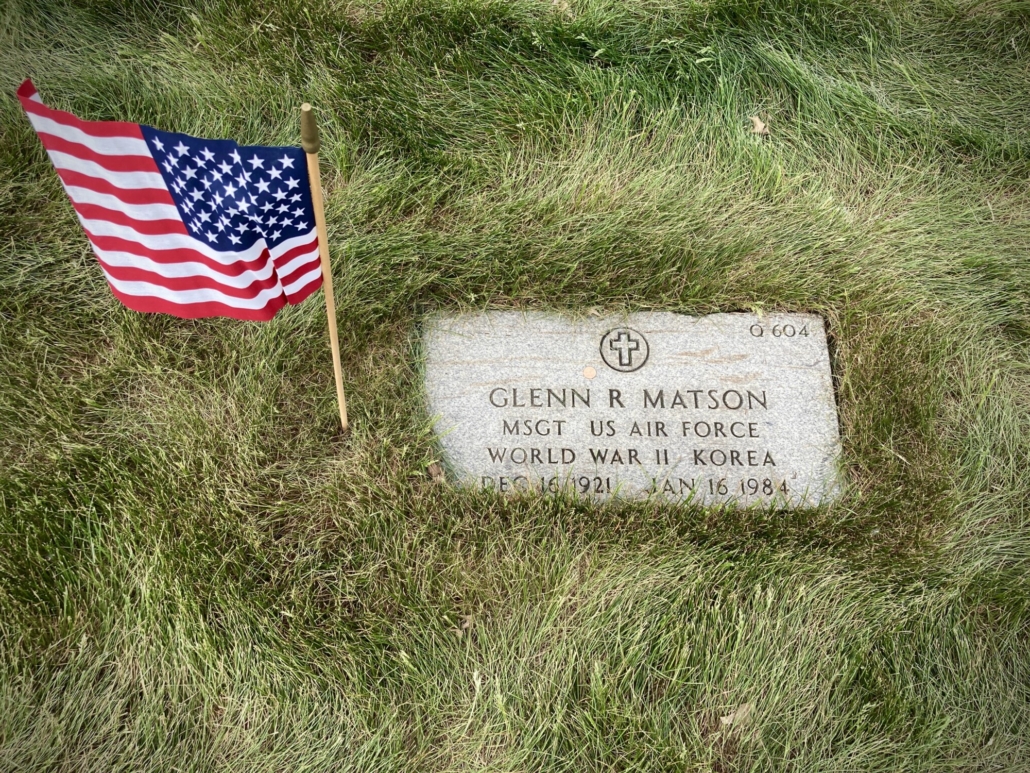 Q 604
GLENN R MATSON
MSGT US AIR FORCE
WORLD WAR II KOREA
DEC 16 1921 JAN 16 1984